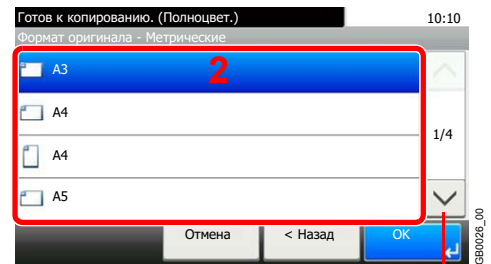 Готов к копированию. (Полноцвет.) 10:10
Формат оригинала - Метрические
A3 2
A4
1/4
A4
A5
Отмена < Назад OK
GB0026_00